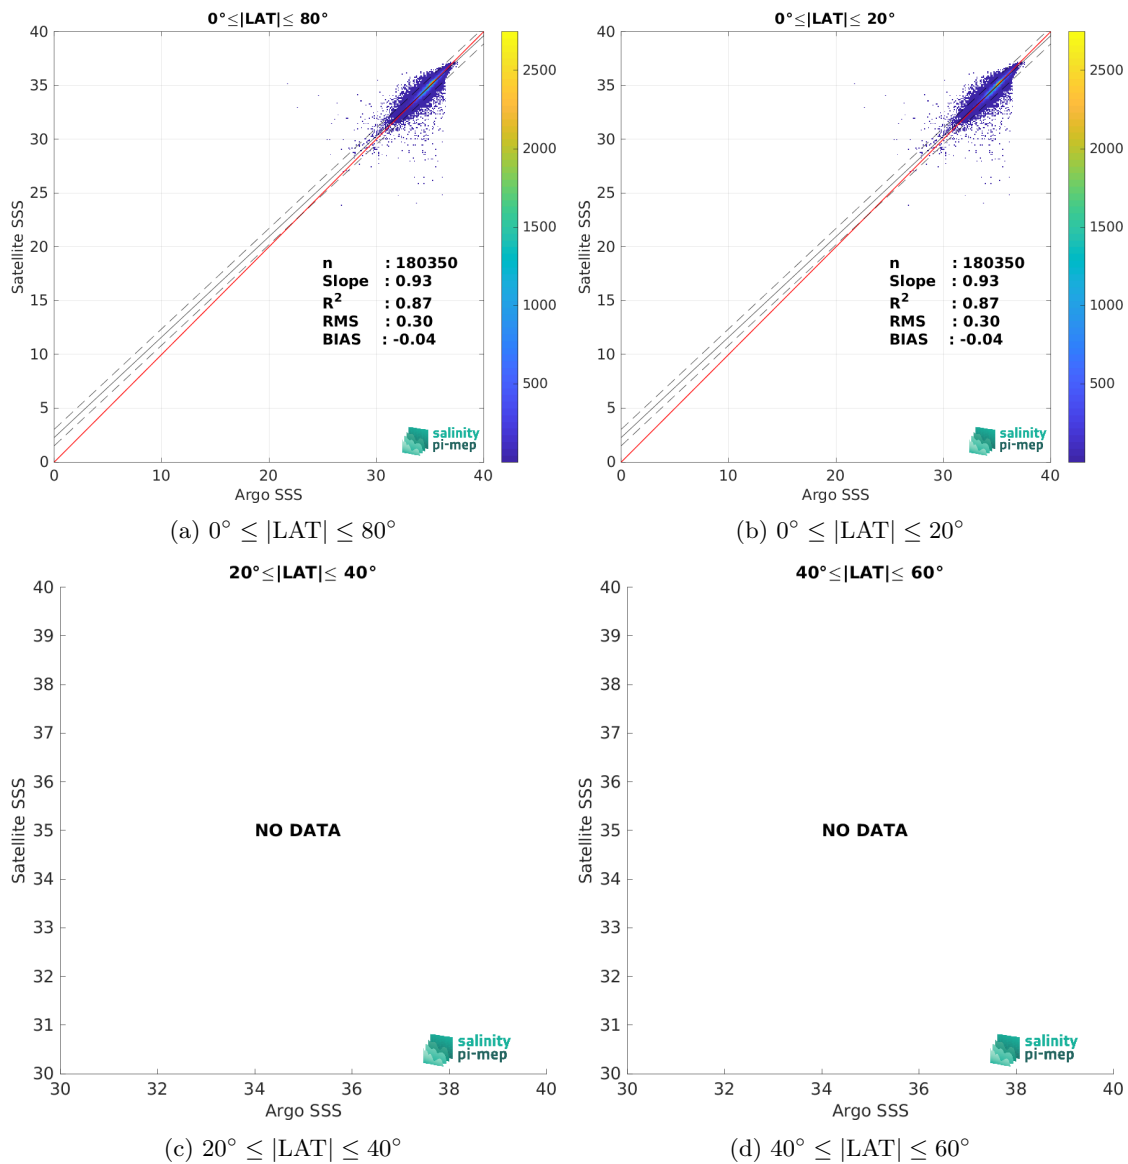 0°≤|LAT|≤ 80°
40
35
30
25
20
15
10
5
0
Satellite SSS
n : 180350
Slope : 0.93
R² : 0.87
RMS : 0.30
BIAS : -0.04
salinity
pi-mep
0 10 20 30 40
Argo SSS
2500
2000
1500
1000
500
(a) 0° ≤ |LAT| ≤ 80°
0°≤|LAT|≤ 20°
40
35
30
25
20
15
10
5
0
Satellite SSS
n : 180350
Slope : 0.93
R² : 0.87
RMS : 0.30
BIAS : -0.04
salinity
pi-mep
0 10 20 30 40
Argo SSS
2500
2000
1500
1000
500
(b) 0° ≤ |LAT| ≤ 20°
20°≤|LAT|≤ 40°
40
39
38
37
36
35
34
33
32
31
30
Satellite SSS
NO DATA
salinity
pi-mep
30 32 34 36 38 40
Argo SSS
(c) 20° ≤ |LAT| ≤ 40°
40°≤|LAT|≤ 60°
40
39
38
37
36
35
34
33
32
31
30
Satellite SSS
NO DATA
salinity
pi-mep
30 32 34 36 38 40
Argo SSS
(d) 40° ≤ |LAT| ≤ 60°